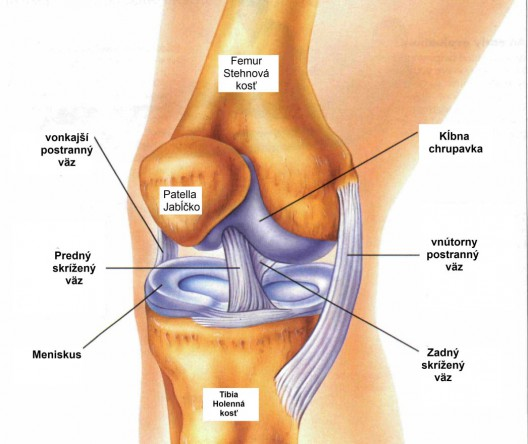 Femur
Stehnová
kosť
vonkajší
postranný
väz
Kĺbna
chrupavka
Patella
Jabĺčko
Predný
skrížený
väz
vnútorny
postranný
väz
Meniskus
Zadný
skrížený
väz
Tibia
Holenná
kosť